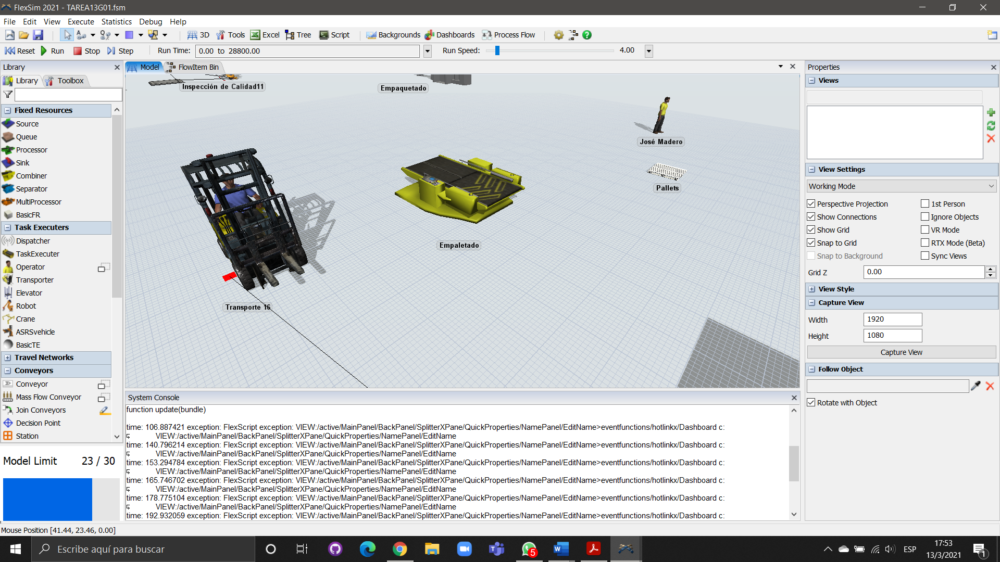 FlexSim 2021 - TAREA13G01.fsm
File Edit View Execute Statistics Debug Help
3D Tools Excel Tree Script Backgrounds Dashboards Process Flow
Reset Run Stop Step Run Time: 0.00 to 28800.00 Run Speed: 4.00
Library
Library Toolbox
Fixed Resources
Source
Queue
Processor
Sink
Combiner
Separator
MultiProcessor
BasicFR
Task Executers
Dispatcher
TaskExecuter
Operator
Transporter
Elevator
Robot
Crane
ASRSvehicle
BasicTE
Travel Networks
Conveyors
Conveyor
Mass Flow Conveyor
Join Conveyors
Decision Point
Station
Model Limit 23 / 30
Model FlowItem Bin
Inspección de Calidad11
Empaquetado
José Madero
Pallets
Empaletado
Transporte 16
System Console
function update(bundle)
time: 106.887421 exception: FlexScript exception: VIEW:/active/MainPanel/BackPanel/SplitterXPane/QuickProperties/NamePanel/EditName>eventfunctions/hotlinkx/Dashboard c:
VIEW:/active/MainPanel/BackPanel/SplitterXPane/QuickProperties/NamePanel/EditName
time: 140.796214 exception: FlexScript exception: VIEW:/active/MainPanel/BackPanel/SplitterXPane/QuickProperties/NamePanel/EditName>eventfunctions/hotlinkx/Dashboard c:
VIEW:/active/MainPanel/BackPanel/SplitterXPane/QuickProperties/NamePanel/EditName
time: 153.294784 exception: FlexScript exception: VIEW:/active/MainPanel/BackPanel/SplitterXPane/QuickProperties/NamePanel/EditName>eventfunctions/hotlinkx/Dashboard c:
VIEW:/active/MainPanel/BackPanel/SplitterXPane/QuickProperties/NamePanel/EditName
time: 165.746702 exception: FlexScript exception: VIEW:/active/MainPanel/BackPanel/SplitterXPane/QuickProperties/NamePanel/EditName>eventfunctions/hotlinkx/Dashboard c:
VIEW:/active/MainPanel/BackPanel/SplitterXPane/QuickProperties/NamePanel/EditName
time: 178.775104 exception: FlexScript exception: VIEW:/active/MainPanel/BackPanel/SplitterXPane/QuickProperties/NamePanel/EditName>eventfunctions/hotlinkx/Dashboard c:
VIEW:/active/MainPanel/BackPanel/SplitterXPane/QuickProperties/NamePanel/EditName
time: 192.932059 exception: FlexScript exception: VIEW:/active/MainPanel/BackPanel/SplitterXPane/QuickProperties/NamePanel/EditName>eventfunctions/hotlinkx/Dashboard c:
Properties
Views
View Settings
Working Mode
Perspective Projection 1st Person
Show Connections Ignore Objects
Show Grid VR Mode
Snap to Grid RTX Mode (Beta)
Snap to Background Sync Views
Grid Z 0.00
View Style
Capture View
Width 1920
Height 1080
Capture View
Follow Object
Rotate with Object
Mouse Position [41.44, 23.46, 0.00]
Escribe aquí para buscar
5
ESP
17:53
13/3/2021
1